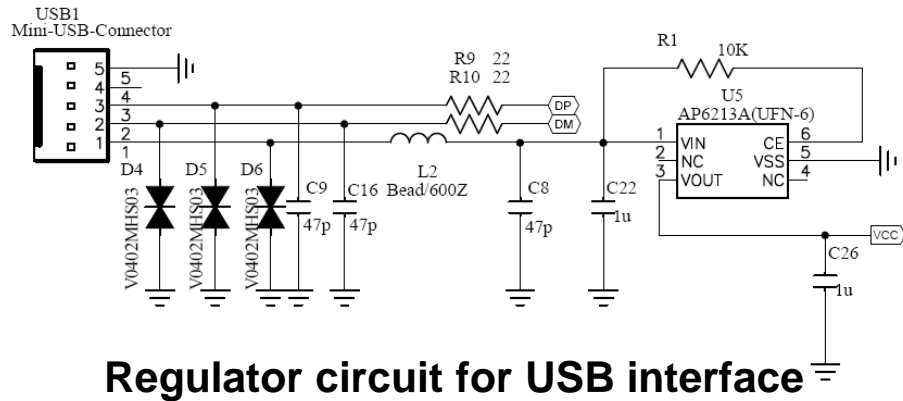 USB1
Mini-USB-Connector
5
4
3
2
1
5
4
3
2
1
R9 22
R10 22
DP
DM
R1 10K
U5
AP6213A(UFN-6)
1 VIN CE 6
2 NC VSS 5
3 VOUT NC 4
D4 D5 D6
V0402MHS03
V0402MHS03
V0402MHS03
C9
47p
C16
47p
L2
Bead/600Z
C8
47p
C22
1u
VCC
C26
1u
Regulator circuit for USB interface